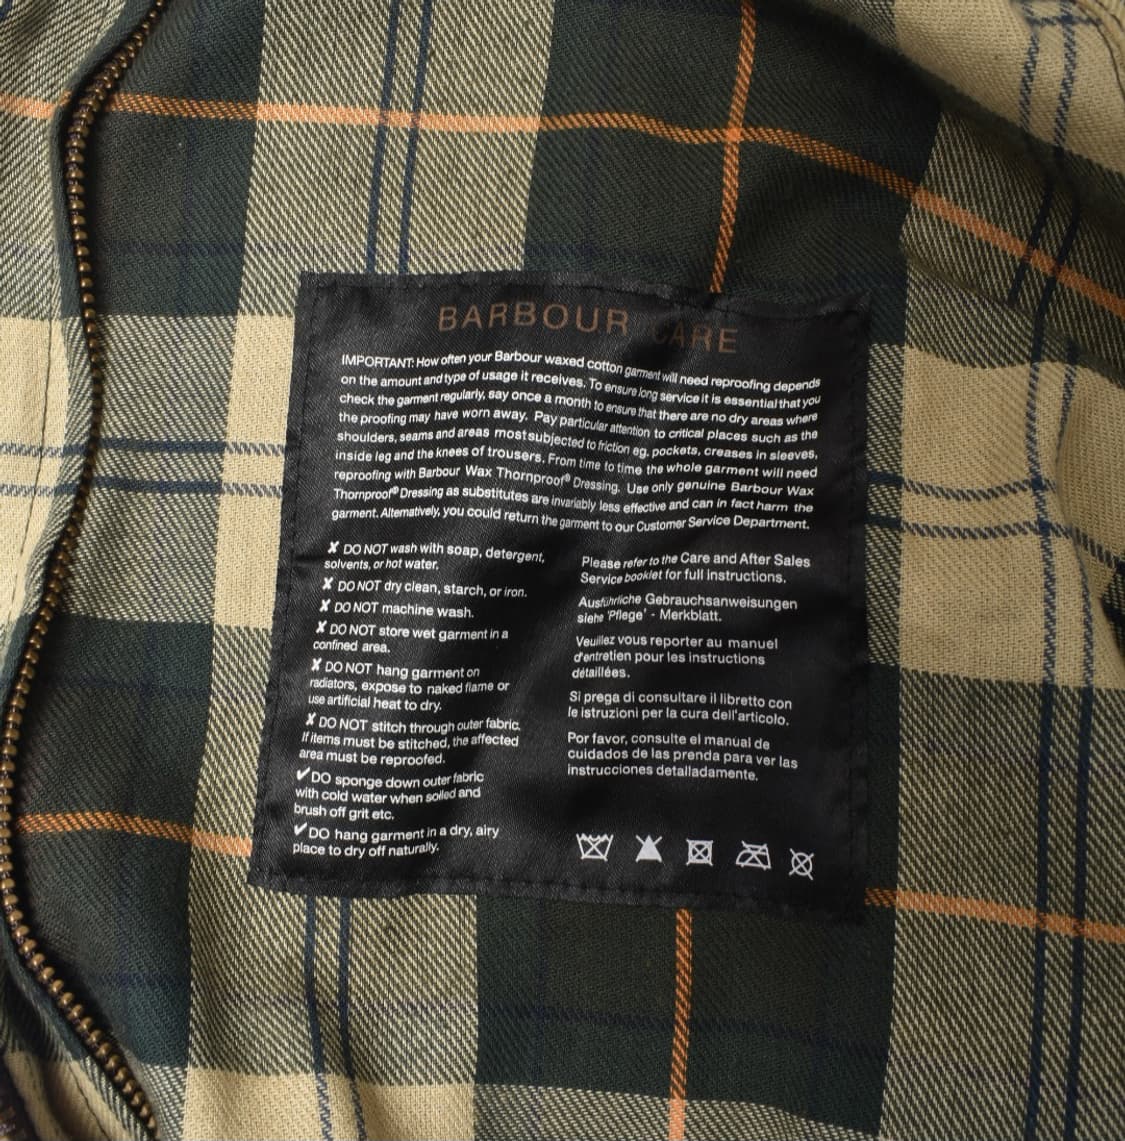 BARBOUR CARE
IMPORTANT: How often your Barbour waxed cotton garment will need reproofing depends
on the amount and type of usage it receives. To ensure long service it is essential that you
check the garment regularly, say once a month to ensure that there are no dry areas where
the proofing may have worn away. Pay particular attention to critical places such as the
shoulders, seams and areas most subjected to friction eg. pockets, creases in sleeves,
inside leg and the knees of trousers. From time to time the whole garment will need
reproofing with Barbour Wax Thornproof® Dressing. Use only genuine Barbour Wax
Thornproof® Dressing as substitutes are invariably less effective and can in fact harm the
garment. Alternatively, you could return the garment to our Customer Service Department.
✘ DO NOT wash with soap, detergent,
solvents, or hot water.
✘ DO NOT dry clean, starch, or iron.
✘ DO NOT machine wash.
✘ DO NOT store wet garment in a
confined area.
✘ DO NOT hang garment on
radiators, expose to naked flame or
use artificial heat to dry.
✘ DO NOT stitch through outer fabric.
If items must be stitched, the affected
area must be reproofed.
✔ DO sponge down outer fabric
with cold water when soiled and
brush off grit etc.
✔ DO hang garment in a dry, airy
place to dry off naturally.
Please refer to the Care and After Sales
Service booklet for full instructions.
Ausführliche Gebrauchsanweisungen
siehe 'Pflege' - Merkblatt.
Veuillez vous reporter au manuel
d'entretien pour les instructions
détaillées.
Si prega di consultare il libretto con
le istruzioni per la cura dell'articolo.
Por favor, consulte el manual de
cuidados de las prenda para ver las
instrucciones detalladamente.